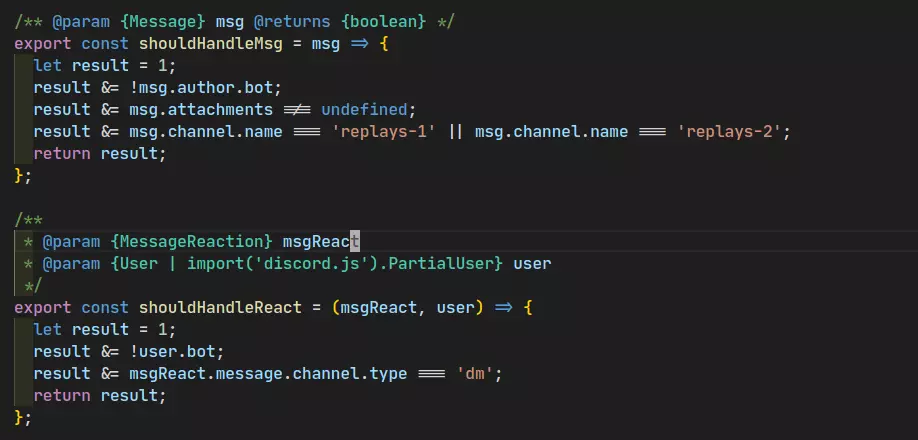 /** @param {Message} msg @returns {boolean} */
export const shouldHandleMsg = msg => {
let result = 1;
result &= !msg.author.bot;
result &= msg.attachments !== undefined;
result &= msg.channel.name === 'replays-1' || msg.channel.name === 'replays-2';
return result;
};
/**
* @param {MessageReaction} msgReact
* @param {User | import('discord.js').PartialUser} user
*/
export const shouldHandleReact = (msgReact, user) => {
let result = 1;
result &= !user.bot;
result &= msgReact.message.channel.type === 'dm';
return result;
};